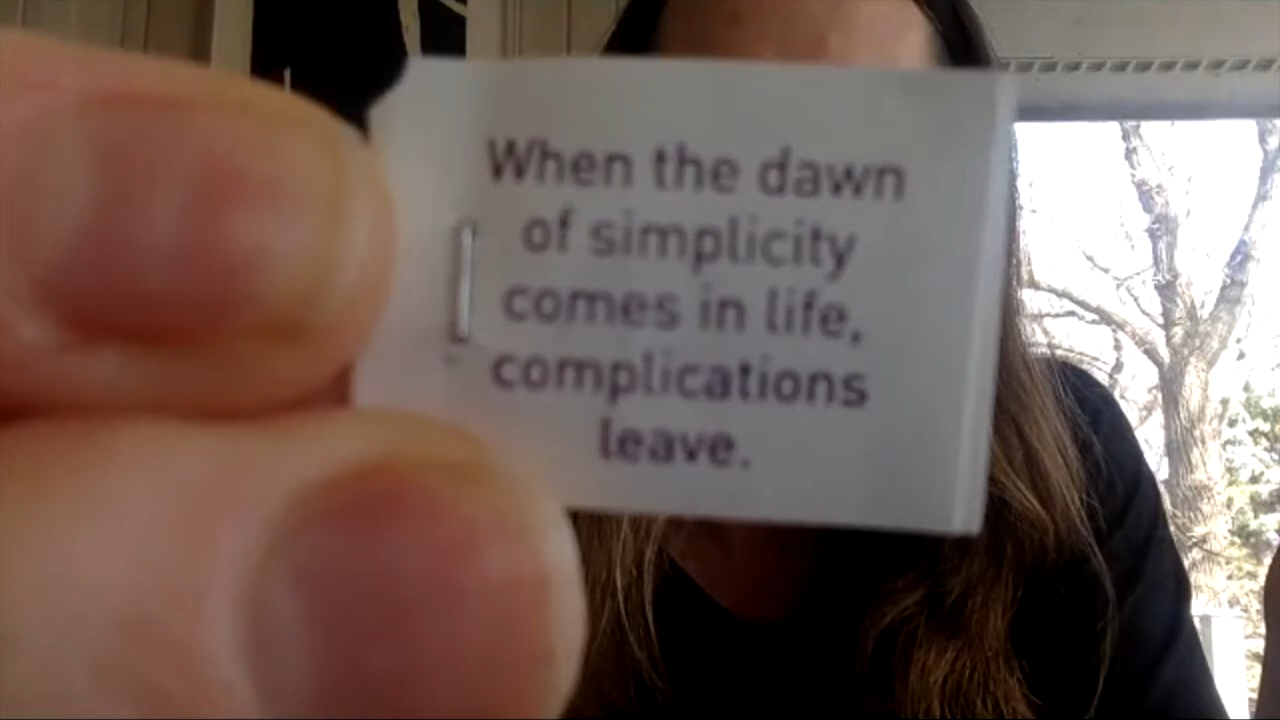 When the dawn
of simplicity
comes in life,
complications
leave.